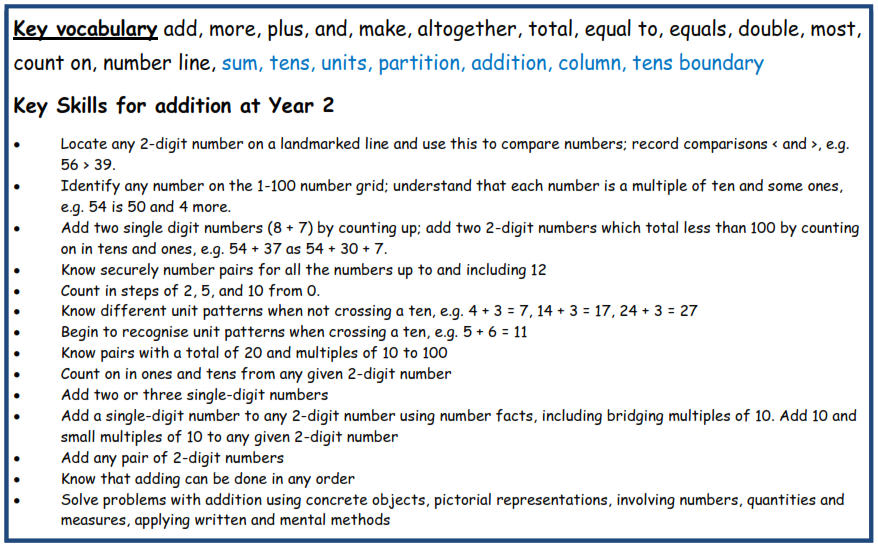 Key vocabulary add, more, plus, and, make, altogether, total, equal to, equals, double, most,
count on, number line, sum, tens, units, partition, addition, column, tens boundary
Key Skills for addition at Year 2
• Locate any 2-digit number on a landmarked line and use this to compare numbers; record comparisons < and >, e.g.
56 > 39.
• Identify any number on the 1-100 number grid; understand that each number is a multiple of ten and some ones,
e.g. 54 is 50 and 4 more.
• Add two single digit numbers (8 + 7) by counting up; add two 2-digit numbers which total less than 100 by counting
on in tens and ones, e.g. 54 + 37 as 54 + 30 + 7.
• Know securely number pairs for all the numbers up to and including 12
• Count in steps of 2, 5, and 10 from 0.
• Know different unit patterns when not crossing a ten, e.g. 4 + 3 = 7, 14 + 3 = 17, 24 + 3 = 27
• Begin to recognise unit patterns when crossing a ten, e.g. 5 + 6 = 11
• Know pairs with a total of 20 and multiples of 10 to 100
• Count on in ones and tens from any given 2-digit number
• Add two or three single-digit numbers
• Add a single-digit number to any 2-digit number using number facts, including bridging multiples of 10. Add 10 and
small multiples of 10 to any given 2-digit number
• Add any pair of 2-digit numbers
• Know that adding can be done in any order
• Solve problems with addition using concrete objects, pictorial representations, involving numbers, quantities and
measures, applying written and mental methods